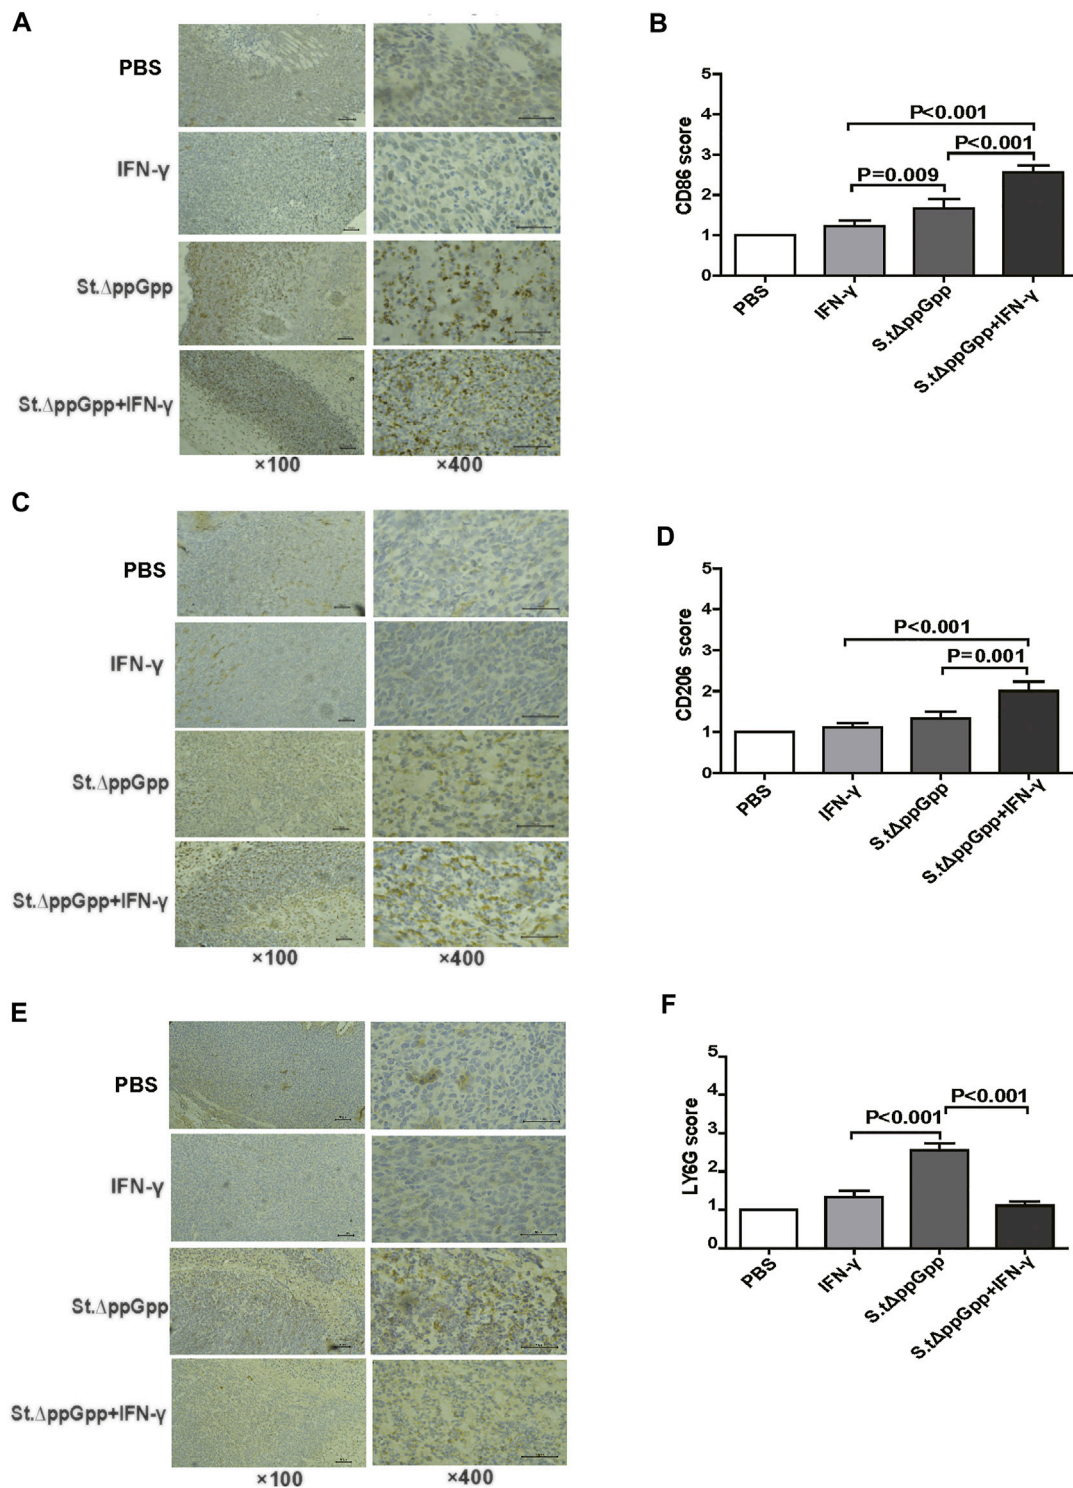 A
PBS
IFN-γ
St.ΔppGpp
St.ΔppGpp+IFN-γ
×100
×400
B
CD86 score
5
4
3
2
1
0
P<0.001
P<0.001
P=0.009
PBS
IFN-γ
S.tΔppGpp
S.tΔppGpp+IFN-γ
C
PBS
IFN-γ
St.ΔppGpp
St.ΔppGpp+IFN-γ
×100
×400
D
CD206 score
5
4
3
2
1
0
P<0.001
P=0.001
PBS
IFN-γ
S.tΔppGpp
S.tΔppGpp+IFN-γ
E
PBS
IFN-γ
St.ΔppGpp
St.ΔppGpp+IFN-γ
×100
×400
F
LY6G score
5
4
3
2
1
0
P<0.001
P<0.001
PBS
IFN-γ
S.tΔppGpp
S.tΔppGpp+IFN-γ